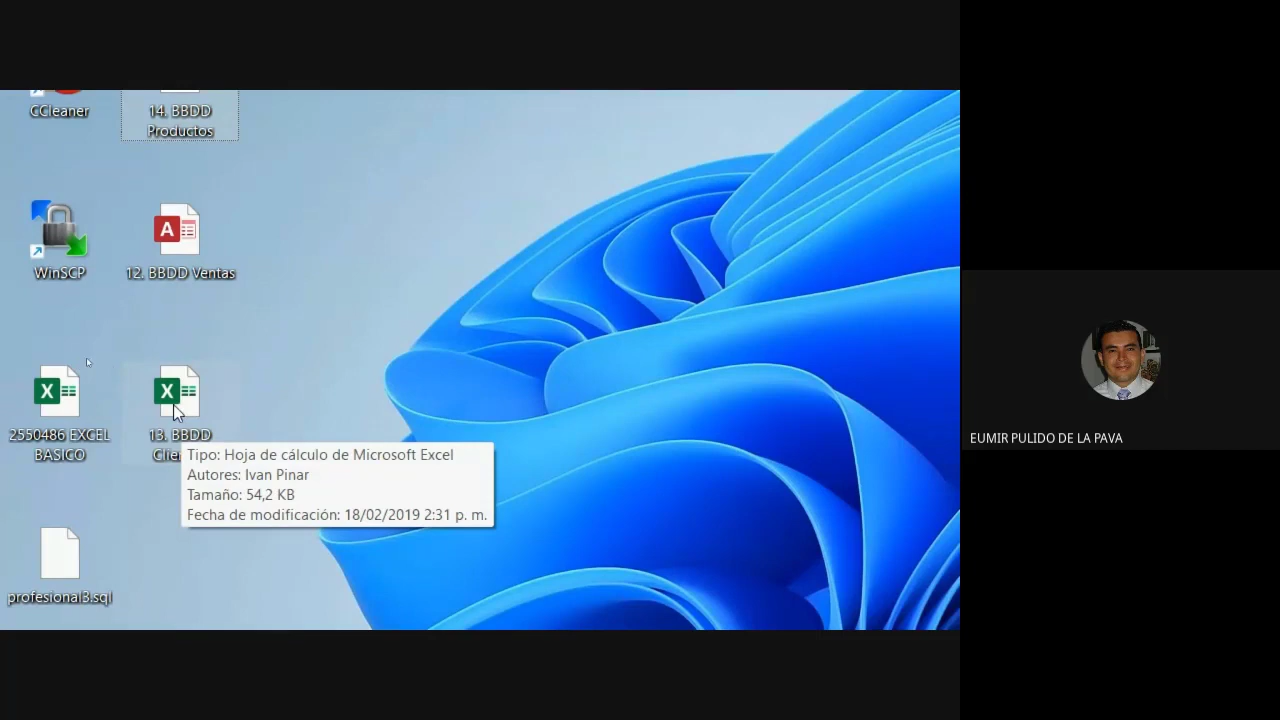 CCleaner
14. BBDD
Productos
WinSCP
12. BBDD Ventas
2550486 EXCEL
BASICO
13. BBDD
Tipo: Hoja de cálculo de Microsoft Excel
Autores: Ivan Pinar
Tamaño: 54,2 KB
Fecha de modificación: 18/02/2019 2:31 p. m.
profesional3.sql
EUMIR PULIDO DE LA PAVA